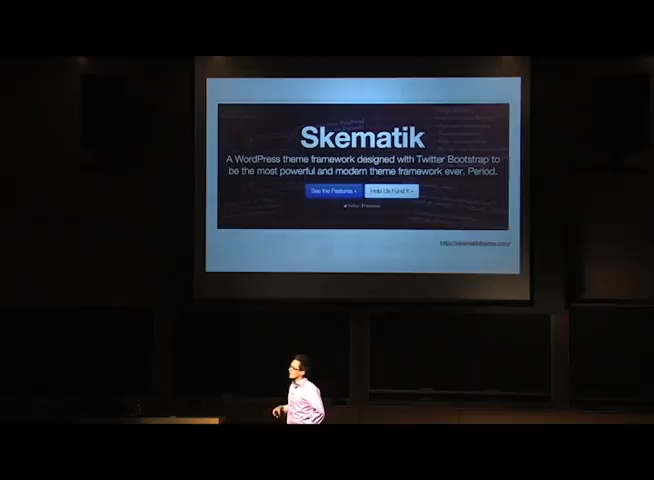 Skematik
A WordPress theme framework designed with Twitter Bootstrap to
be the most powerful and modern theme framework ever. Period.
See the Features
Help Us Fund It